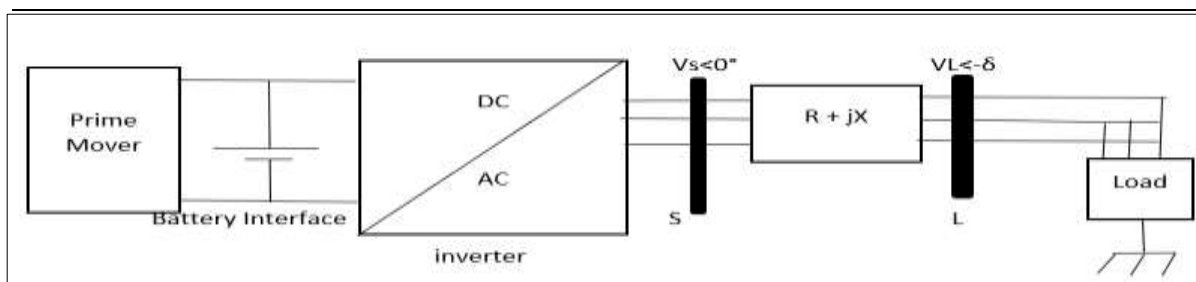 Prime
Mover
Battery Interface
DC
AC
inverter
Vs<0°
S
R + jX
VL<-δ
L
Load